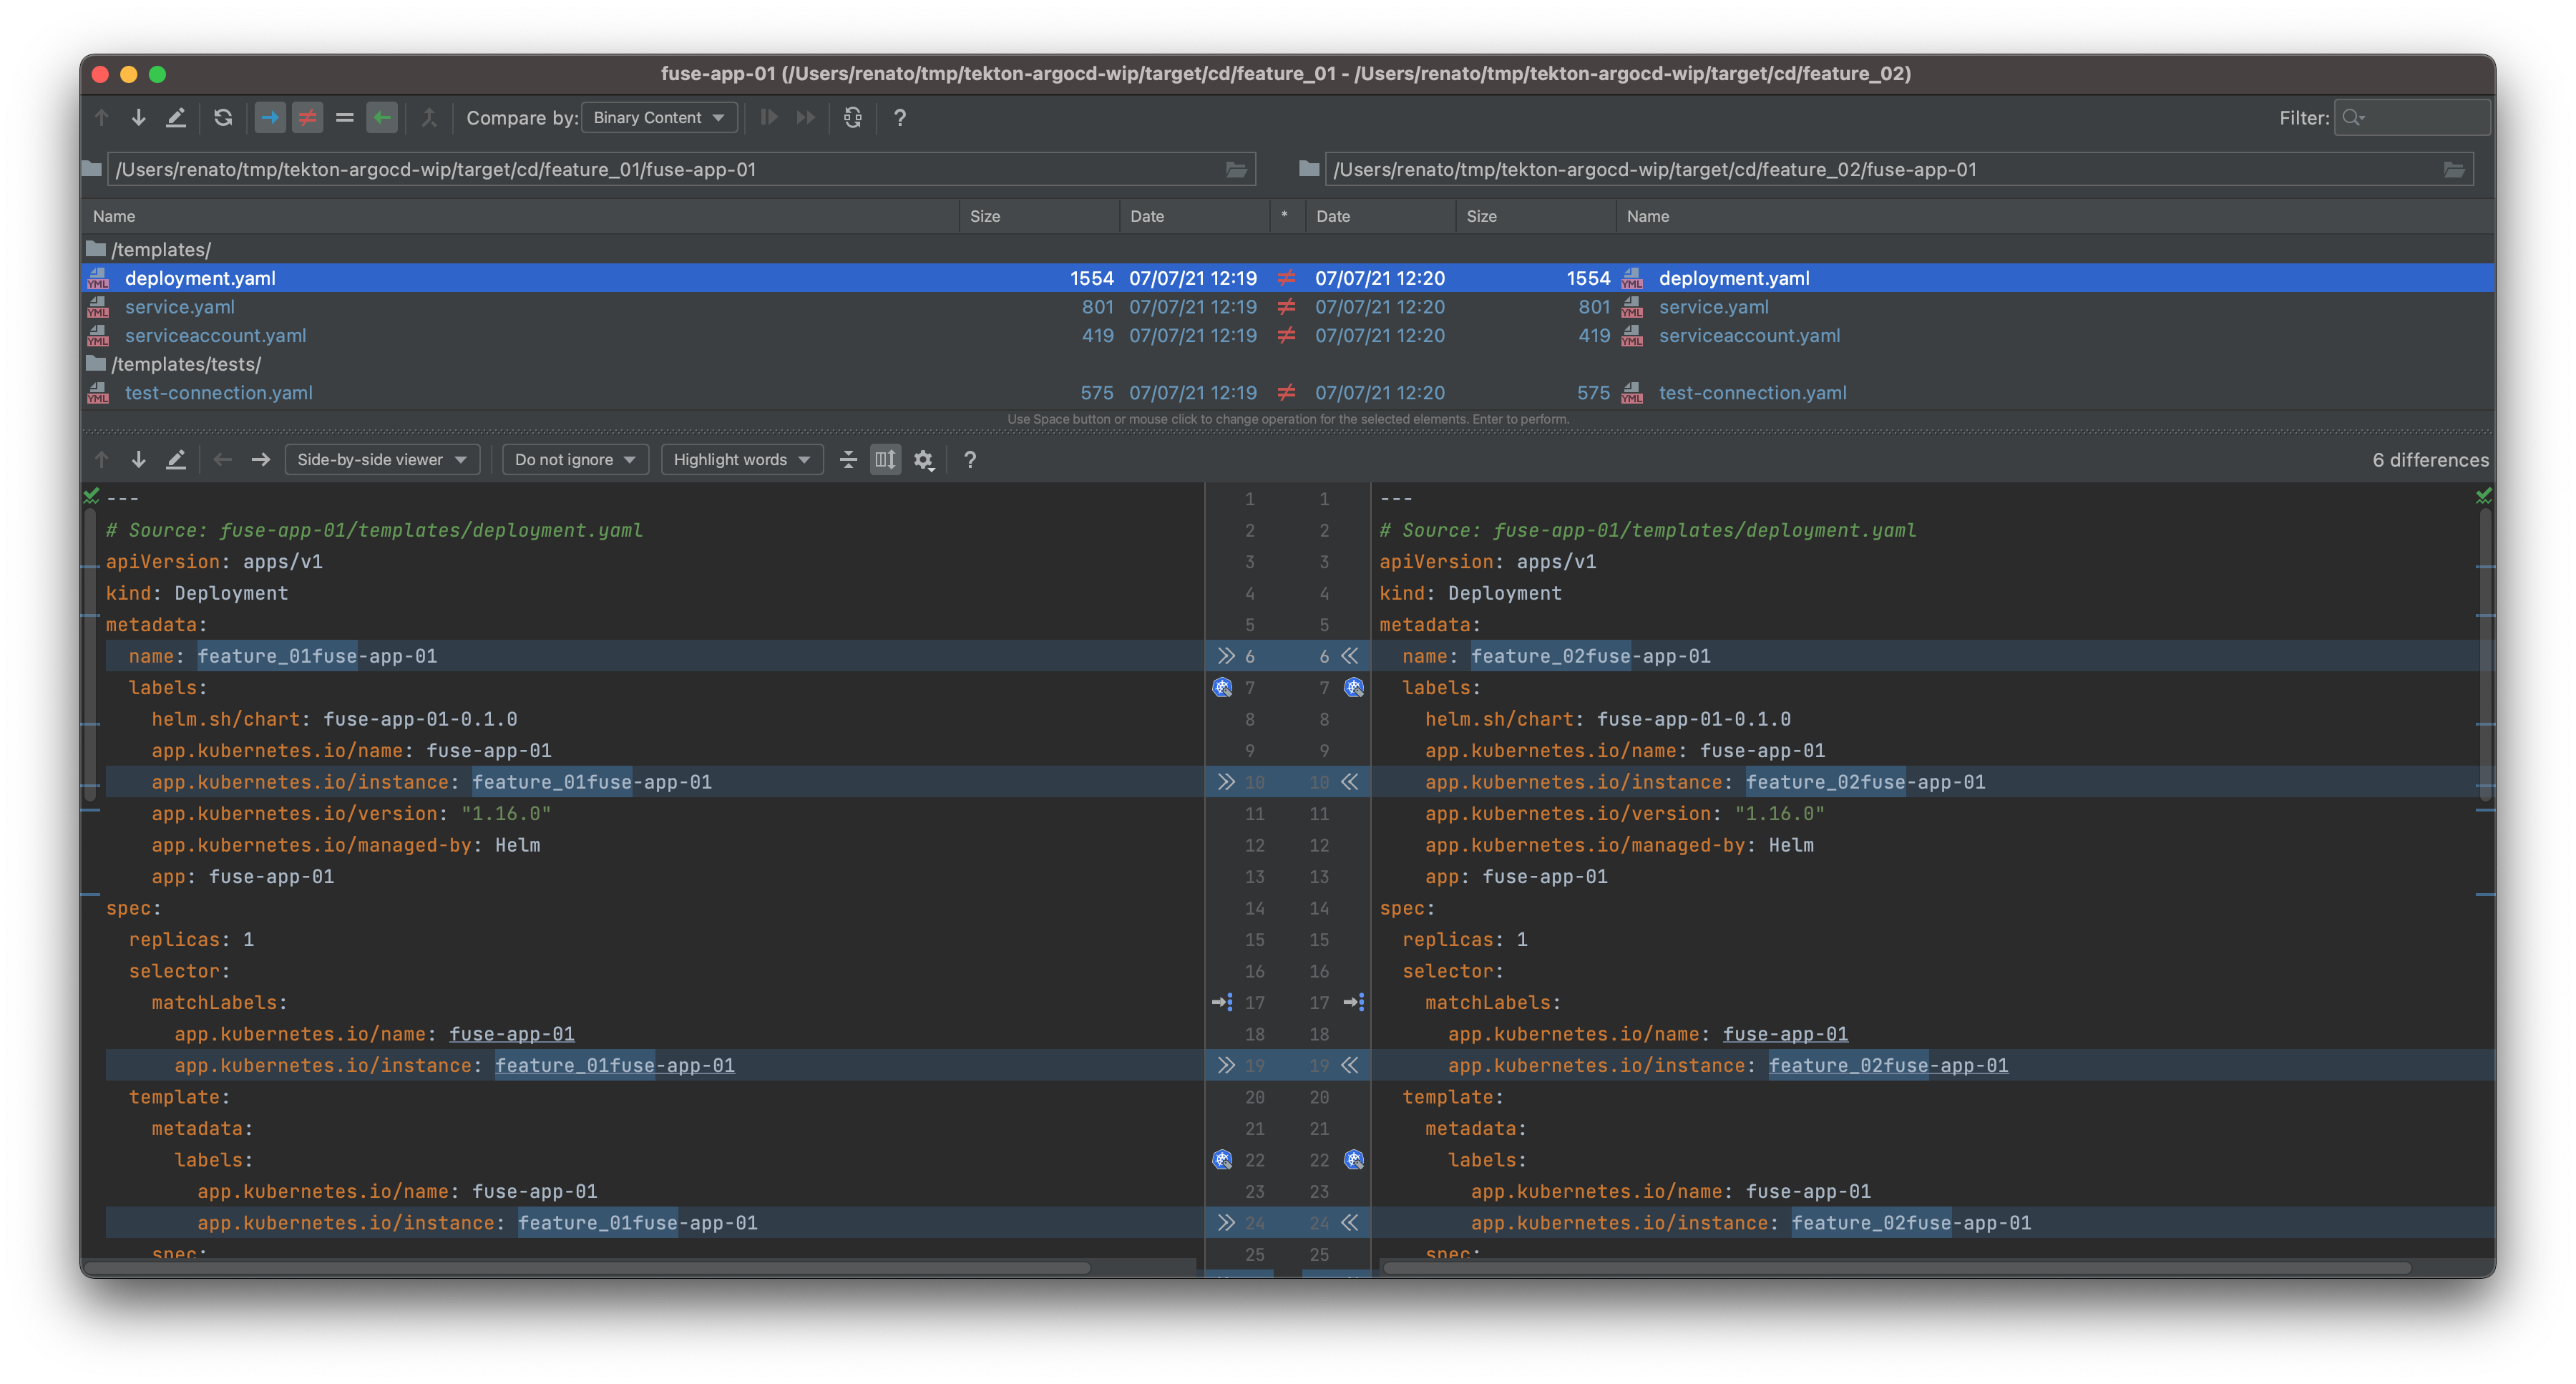 fuse-app-01 (/Users/renato/tmp/tekton-argocd-wip/target/cd/feature_01 - /Users/renato/tmp/tekton-argocd-wip/target/cd/feature_02)
Compare by: Binary Content ? Filter:
/Users/renato/tmp/tekton-argocd-wip/target/cd/feature_01/fuse-app-01 /Users/renato/tmp/tekton-argocd-wip/target/cd/feature_02/fuse-app-01
Name Size Date * Date Size Name
/templates/
YML deployment.yaml 1554 07/07/21 12:19 ≠ 07/07/21 12:20 1554 YML deployment.yaml
YML service.yaml 801 07/07/21 12:19 ≠ 07/07/21 12:20 801 YML service.yaml
YML serviceaccount.yaml 419 07/07/21 12:19 ≠ 07/07/21 12:20 419 YML serviceaccount.yaml
/templates/tests/
YML test-connection.yaml 575 07/07/21 12:19 ≠ 07/07/21 12:20 575 YML test-connection.yaml
Use Space button or mouse click to change operation for the selected elements. Enter to perform.
Side-by-side viewer Do not ignore Highlight words ? 6 differences
--- 1 1 ---
# Source: fuse-app-01/templates/deployment.yaml 2 2 # Source: fuse-app-01/templates/deployment.yaml
apiVersion: apps/v1 3 3 apiVersion: apps/v1
kind: Deployment 4 4 kind: Deployment
metadata: 5 5 metadata:
name: feature_01fuse-app-01 6 6 name: feature_02fuse-app-01
labels: 7 7 labels:
helm.sh/chart: fuse-app-01-0.1.0 8 8 helm.sh/chart: fuse-app-01-0.1.0
app.kubernetes.io/name: fuse-app-01 9 9 app.kubernetes.io/name: fuse-app-01
app.kubernetes.io/instance: feature_01fuse-app-01 10 10 app.kubernetes.io/instance: feature_02fuse-app-01
app.kubernetes.io/version: "1.16.0" 11 11 app.kubernetes.io/version: "1.16.0"
app.kubernetes.io/managed-by: Helm 12 12 app.kubernetes.io/managed-by: Helm
app: fuse-app-01 13 13 app: fuse-app-01
spec: 14 14 spec:
replicas: 1 15 15 replicas: 1
selector: 16 16 selector:
matchLabels: 17 17 matchLabels:
app.kubernetes.io/name: fuse-app-01 18 18 app.kubernetes.io/name: fuse-app-01
app.kubernetes.io/instance: feature_01fuse-app-01 19 19 app.kubernetes.io/instance: feature_02fuse-app-01
template: 20 20 template:
metadata: 21 21 metadata:
labels: 22 22 labels:
app.kubernetes.io/name: fuse-app-01 23 23 app.kubernetes.io/name: fuse-app-01
app.kubernetes.io/instance: feature_01fuse-app-01 24 24 app.kubernetes.io/instance: feature_02fuse-app-01
spec: 25 25 spec: